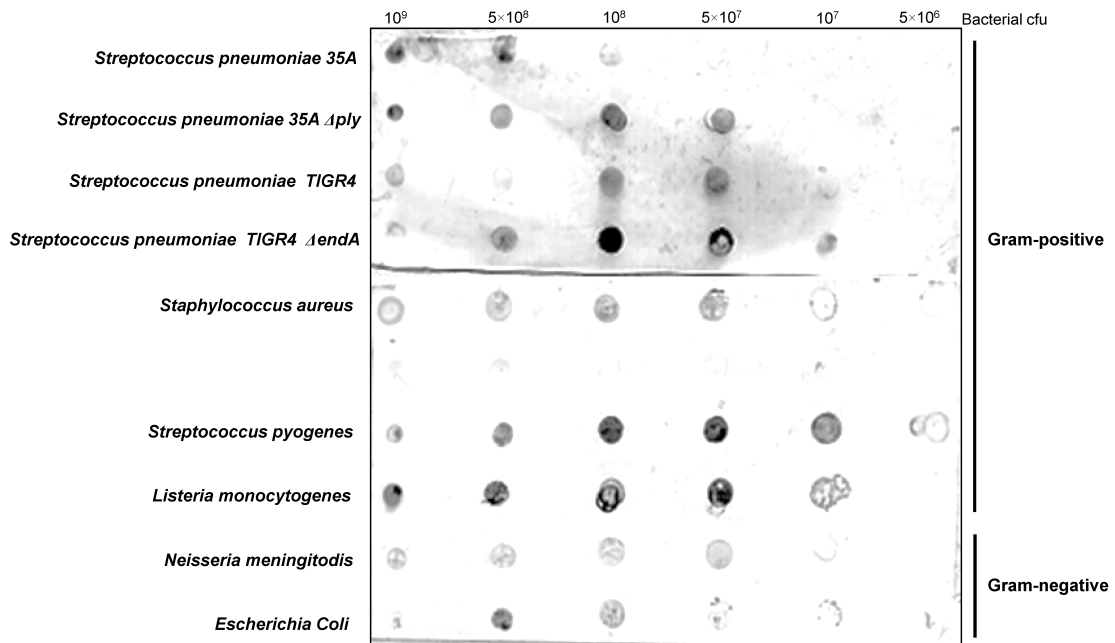 10⁹ 5×10⁸ 10⁸ 5×10⁷ 10⁷ 5×10⁶ Bacterial cfu
Streptococcus pneumoniae 35A
Streptococcus pneumoniae 35A Δply
Streptococcus pneumoniae TIGR4
Streptococcus pneumoniae TIGR4 ΔendA
Gram-positive
Staphylococcus aureus
Streptococcus pyogenes
Listeria monocytogenes
Neisseria meningitodis
Gram-negative
Escherichia Coli